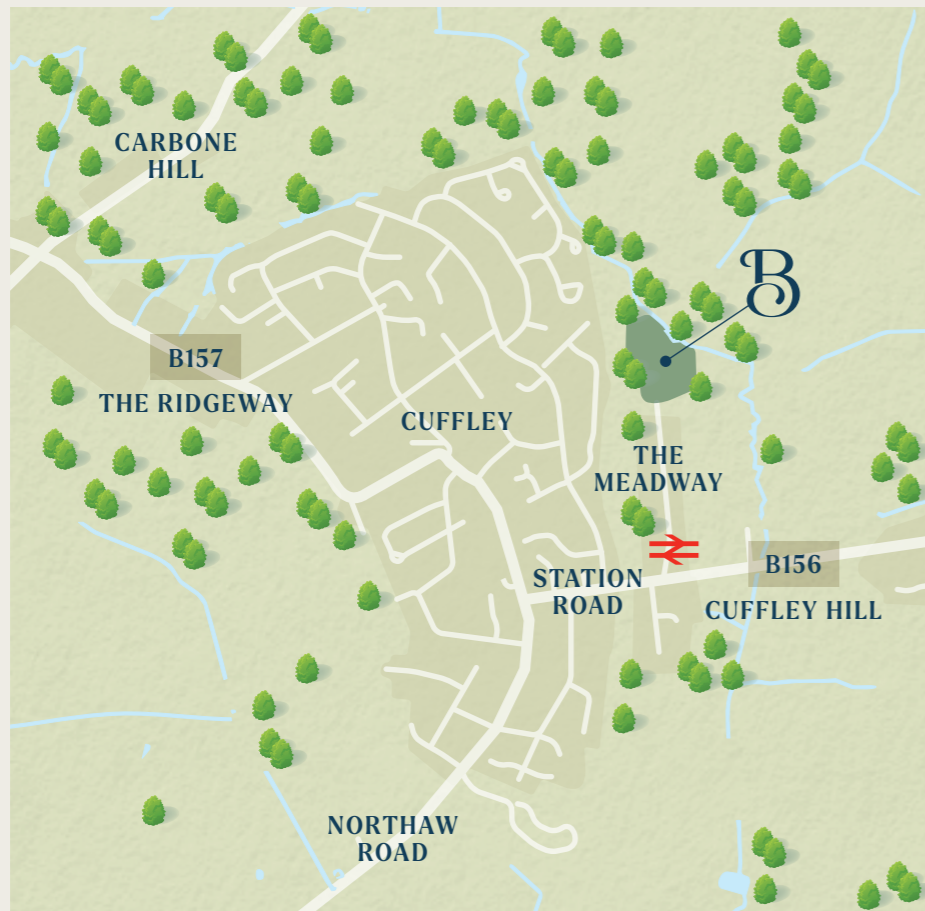 CARBONE
HILL
B
B157
THE RIDGEWAY
CUFFLEY
THE
MEADWAY
STATION
ROAD
B156
CUFFLEY HILL
NORTHAW
ROAD